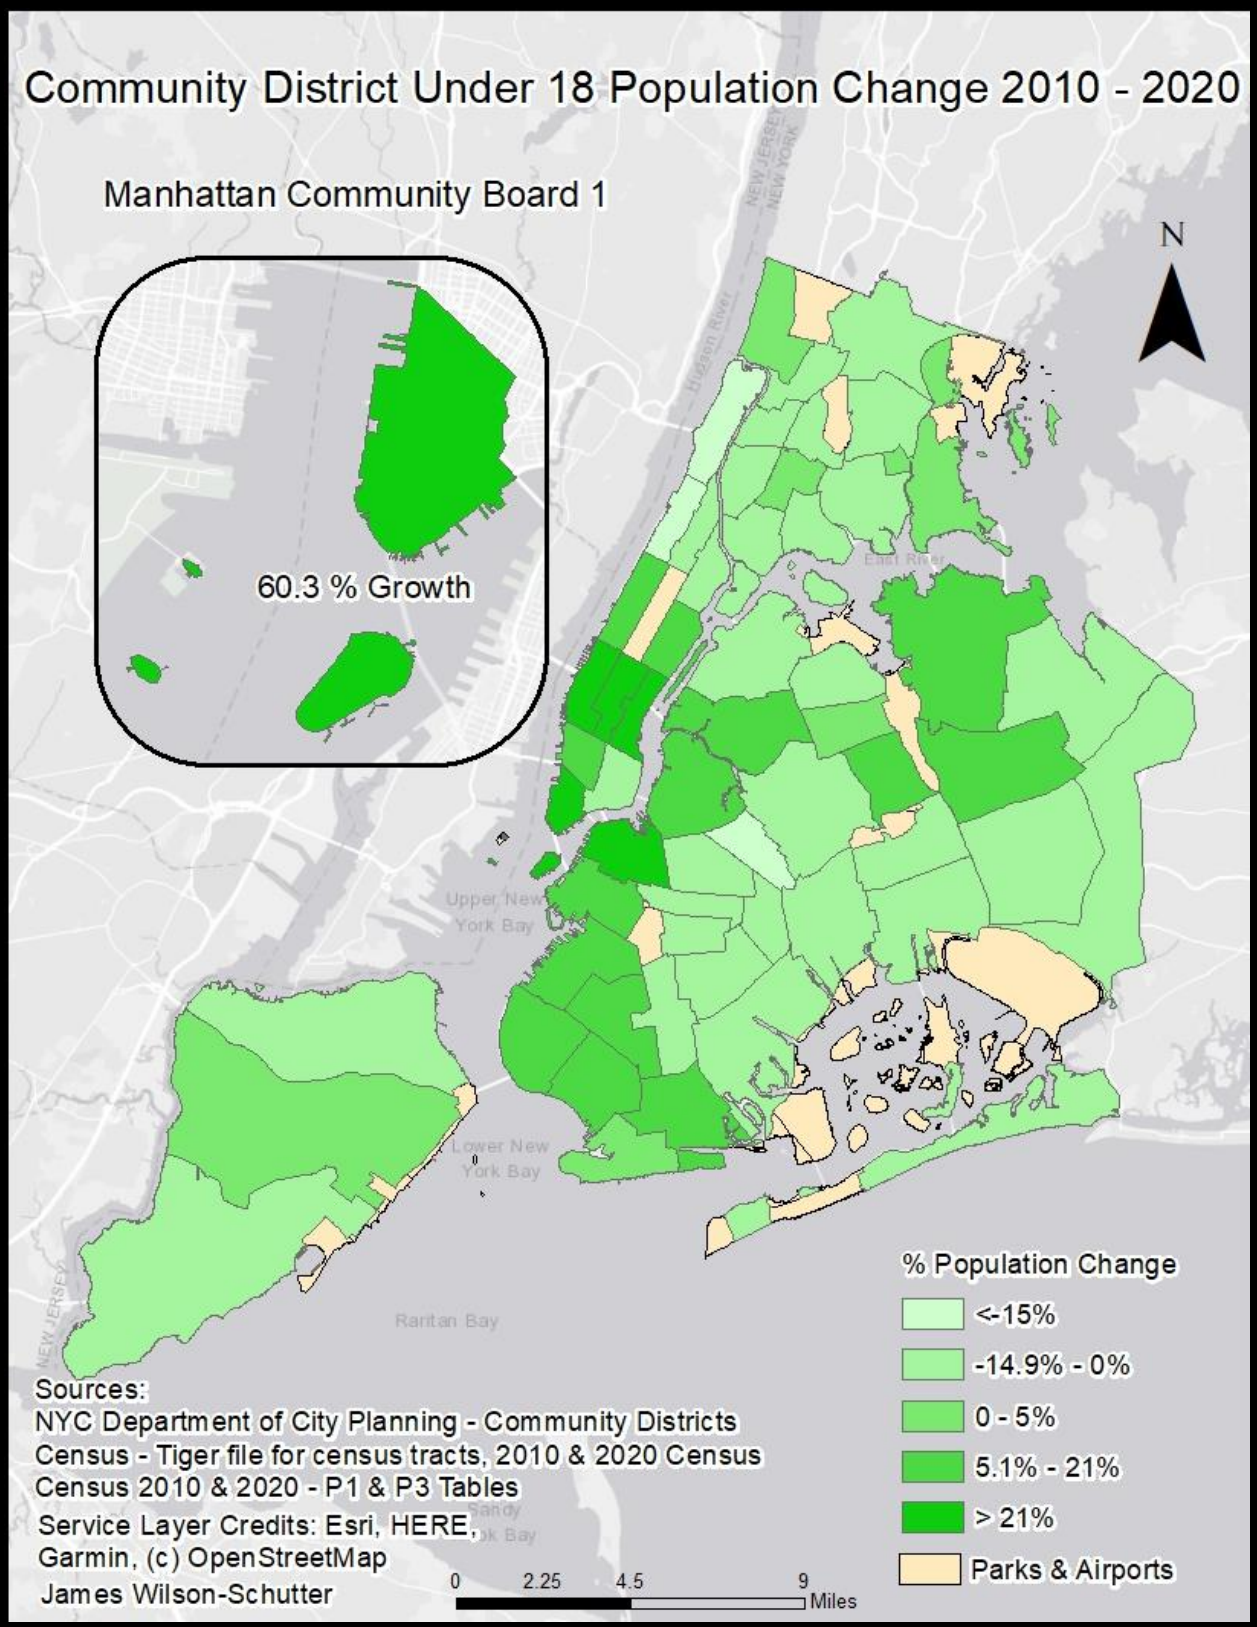 Community District Under 18 Population Change 2010 - 2020
NEW JERSEY
NEW YORK
Manhattan Community Board 1
N
Hudson River
60.3 % Growth
East River
Upper New
York Bay
Lower New
York Bay
% Population Change
<-15%
-14.9% - 0%
0 - 5%
5.1% - 21%
> 21%
Parks & Airports
Raritan Bay
NEW JERSEY
Sources:
NYC Department of City Planning - Community Districts
Census - Tiger file for census tracts, 2010 & 2020 Census
Census 2010 & 2020 - P1 & P3 Tables
Sandy
Service Layer Credits: Esri, HERE,
Bay
Garmin, (c) OpenStreetMap
James Wilson-Schutter
0 2.25 4.5 9
Miles